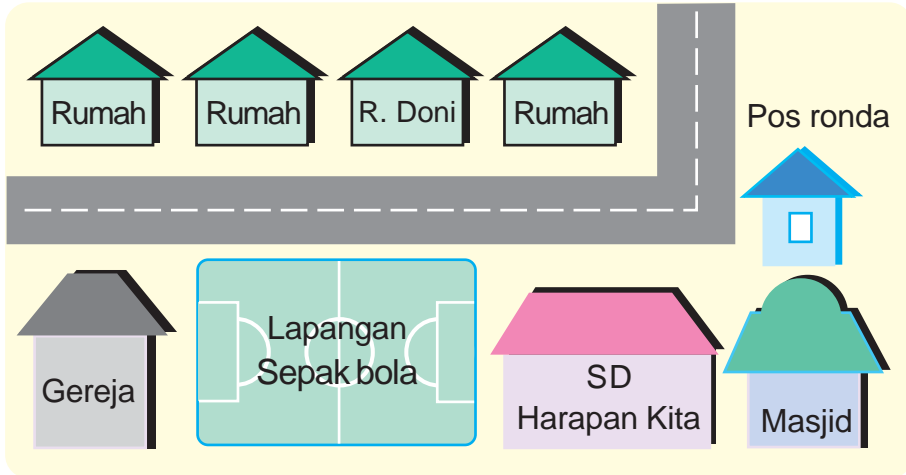 Rumah
Rumah
R. Doni
Rumah
Pos ronda
Gereja
Lapangan
Sepak bola
SD
Harapan Kita
Masjid